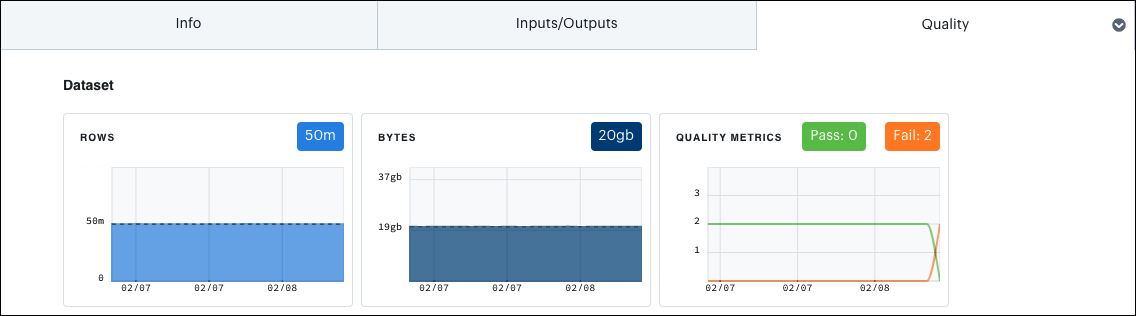 Info
Inputs/Outputs
Quality
Dataset
ROWS
50m
50m
0
02/07
02/07
02/08
BYTES
20gb
37gb
19gb
02/07
02/07
02/08
QUALITY METRICS
Pass: 0
Fail: 2
3
2
1
02/07
02/07
02/08